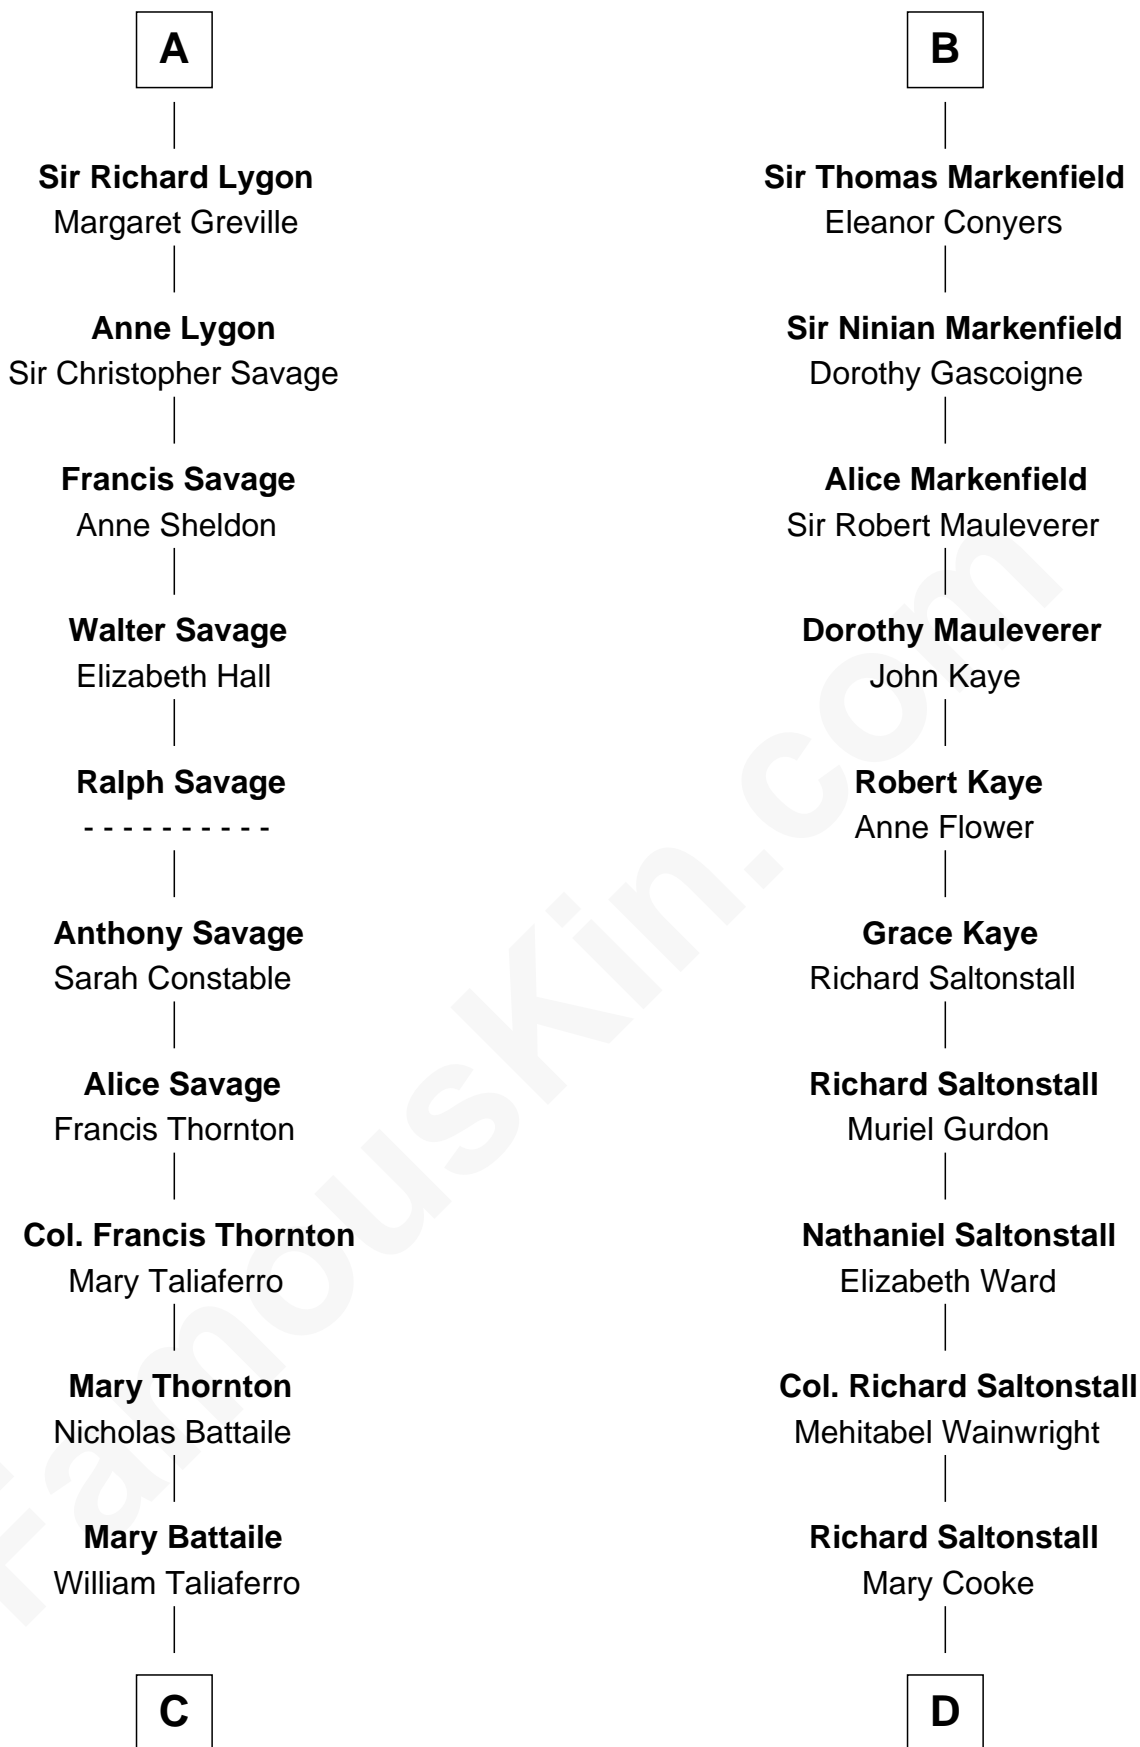 A
Sir Richard Lygon
Margaret Greville
Anne Lygon
Sir Christopher Savage
Francis Savage
Anne Sheldon
Walter Savage
Elizabeth Hall
Ralph Savage
- - - - - - - - - -
Anthony Savage
Sarah Constable
Alice Savage
Francis Thornton
Col. Francis Thornton
Mary Taliaferro
Mary Thornton
Nicholas Battaile
Mary Battaile
William Taliaferro
C
B
Sir Thomas Markenfield
Eleanor Conyers
Sir Ninian Markenfield
Dorothy Gascoigne
Alice Markenfield
Sir Robert Mauleverer
Dorothy Mauleverer
John Kaye
Robert Kaye
Anne Flower
Grace Kaye
Richard Saltonstall
Richard Saltonstall
Muriel Gurdon
Nathaniel Saltonstall
Elizabeth Ward
Col. Richard Saltonstall
Mehitabel Wainwright
Richard Saltonstall
Mary Cooke
D
FamousKin.com